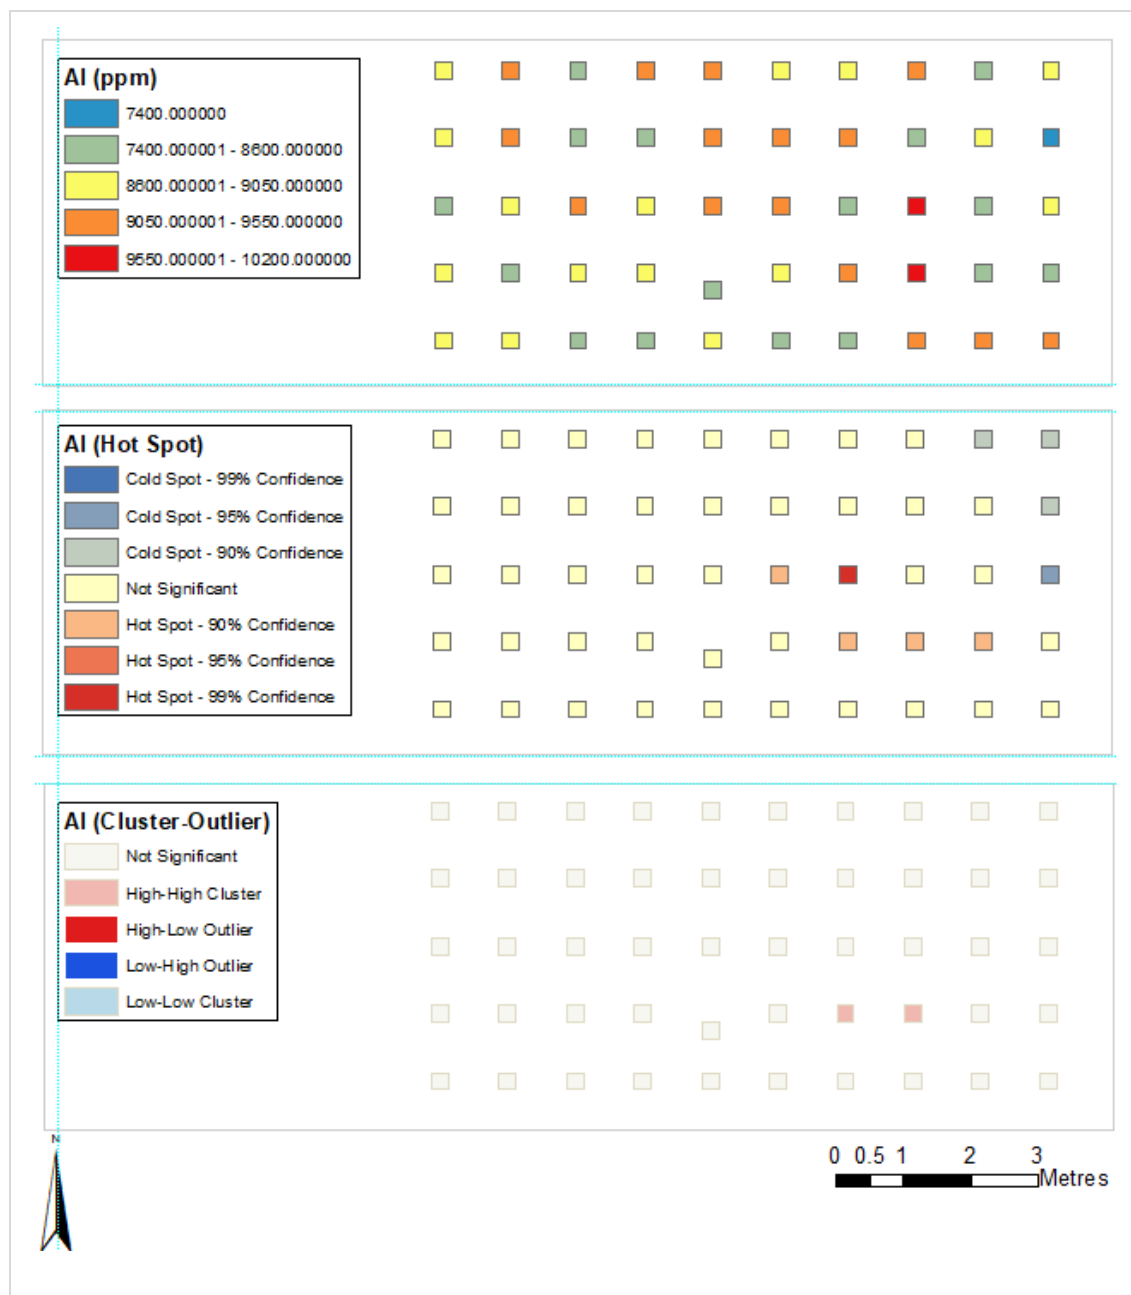 Al (ppm)
7400.000000
7400.000001 - 8600.000000
8600.000001 - 9050.000000
9050.000001 - 9550.000000
9550.000001 - 10200.000000
Al (Hot Spot)
Cold Spot - 99% Confidence
Cold Spot - 95% Confidence
Cold Spot - 90% Confidence
Not Significant
Hot Spot - 90% Confidence
Hot Spot - 95% Confidence
Hot Spot - 99% Confidence
Al (Cluster-Outlier)
Not Significant
High-High Cluster
High-Low Outlier
Low-High Outlier
Low-Low Cluster
N
0 0.5 1 2 3
Metres